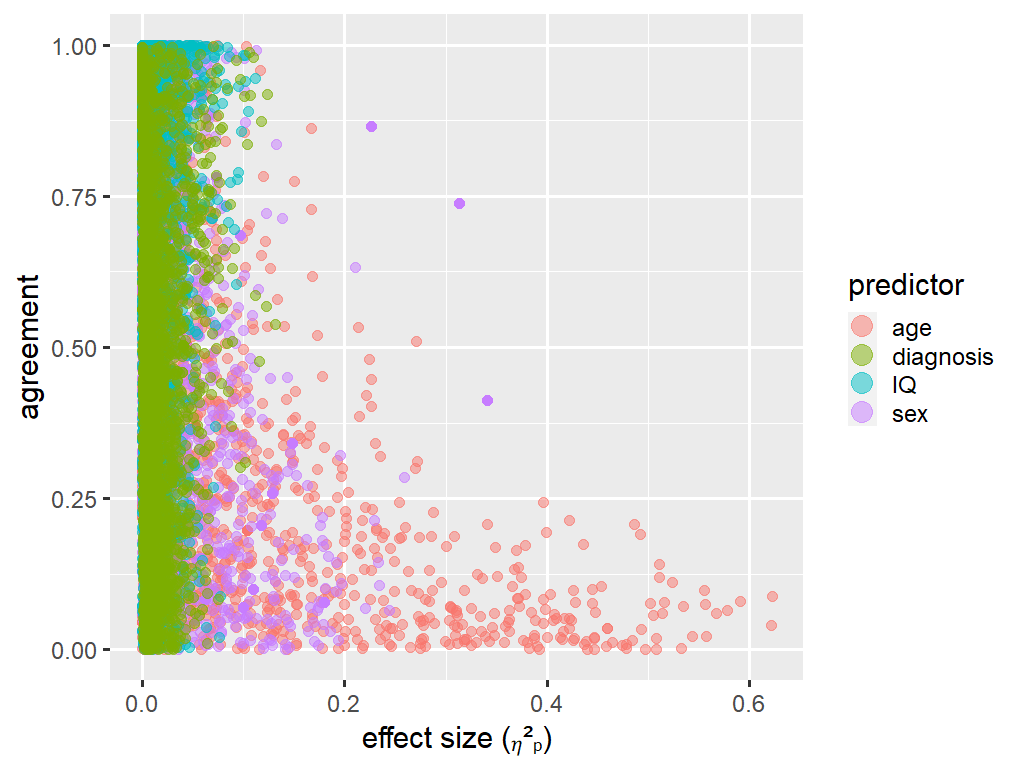 1.00
0.75
0.50
0.25
0.00
agreement
0.0 0.2 0.4 0.6
effect size (η²ₚ)
predictor
age
diagnosis
IQ
sex